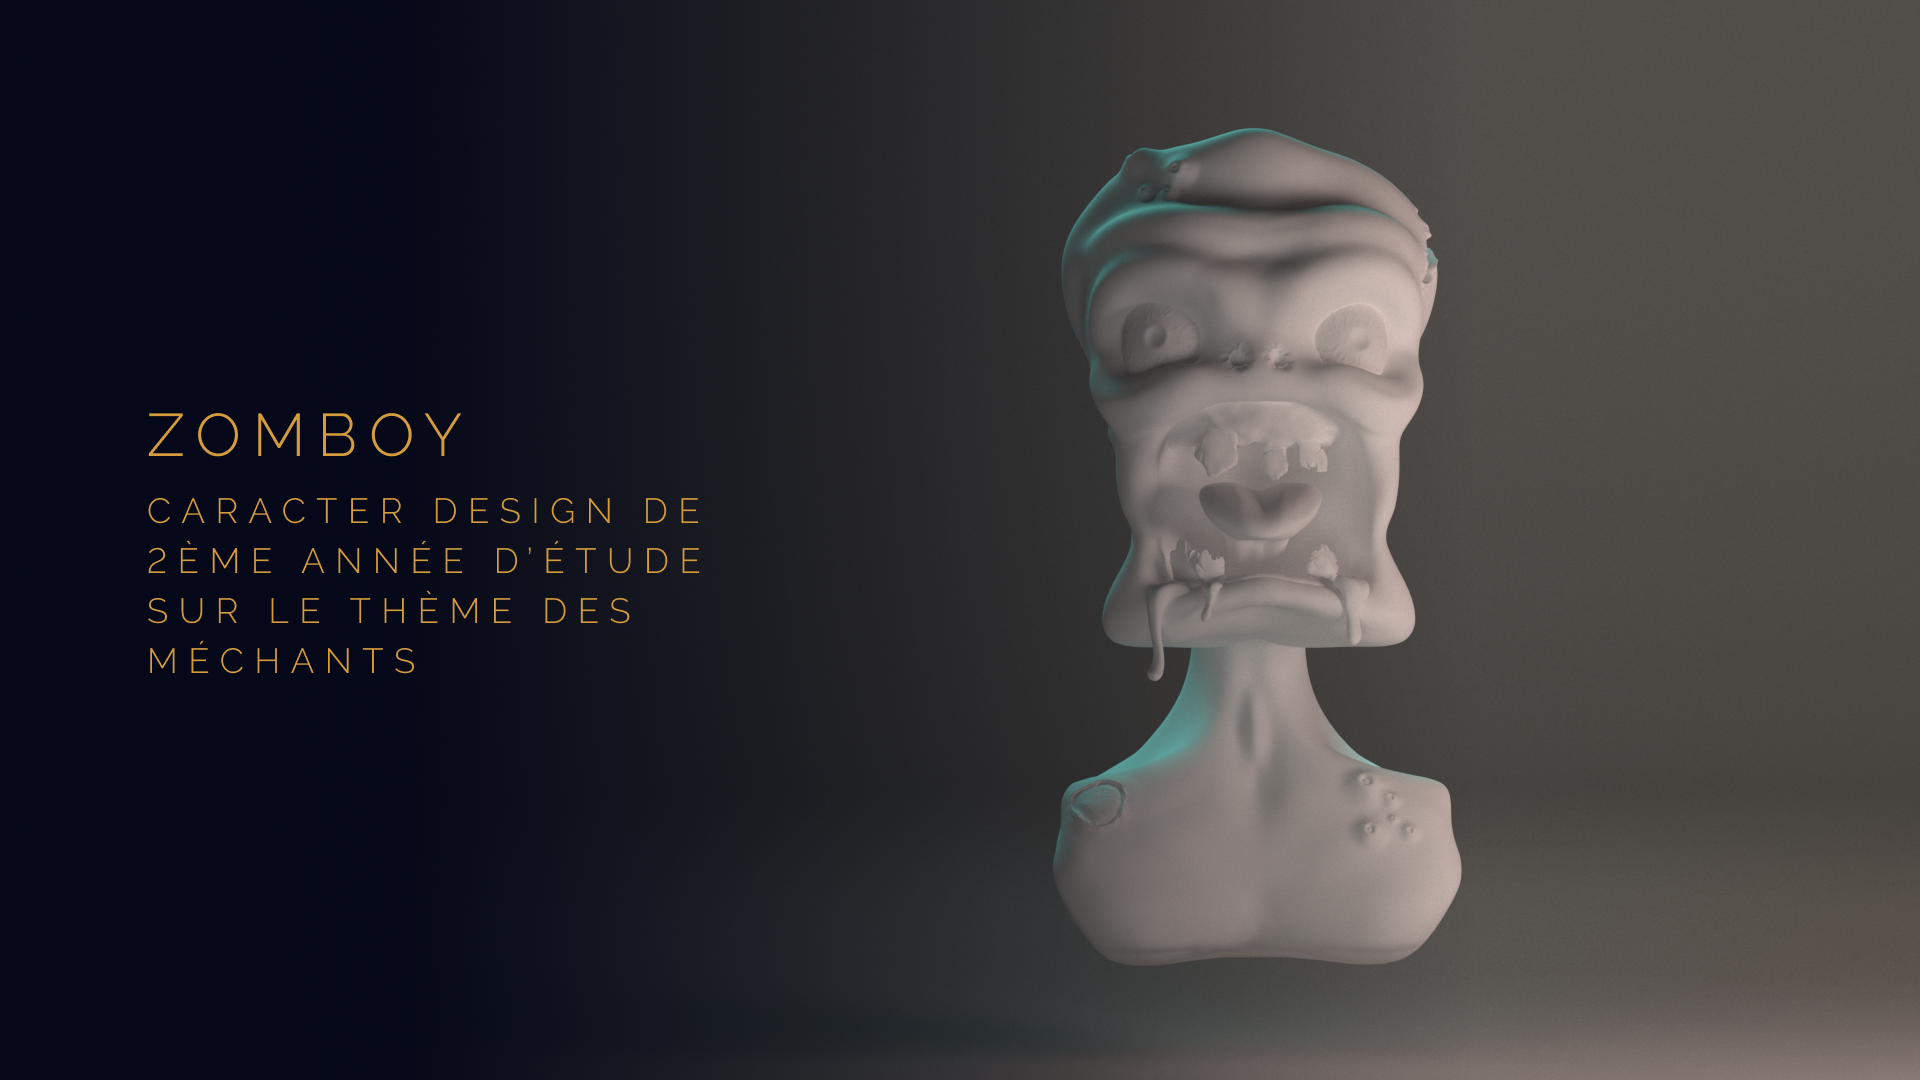 ZOMBOY
CARACTER DESIGN DE
2ÈME ANNÉE D'ÉTUDE
SUR LE THÈME DES
MÉCHANTS